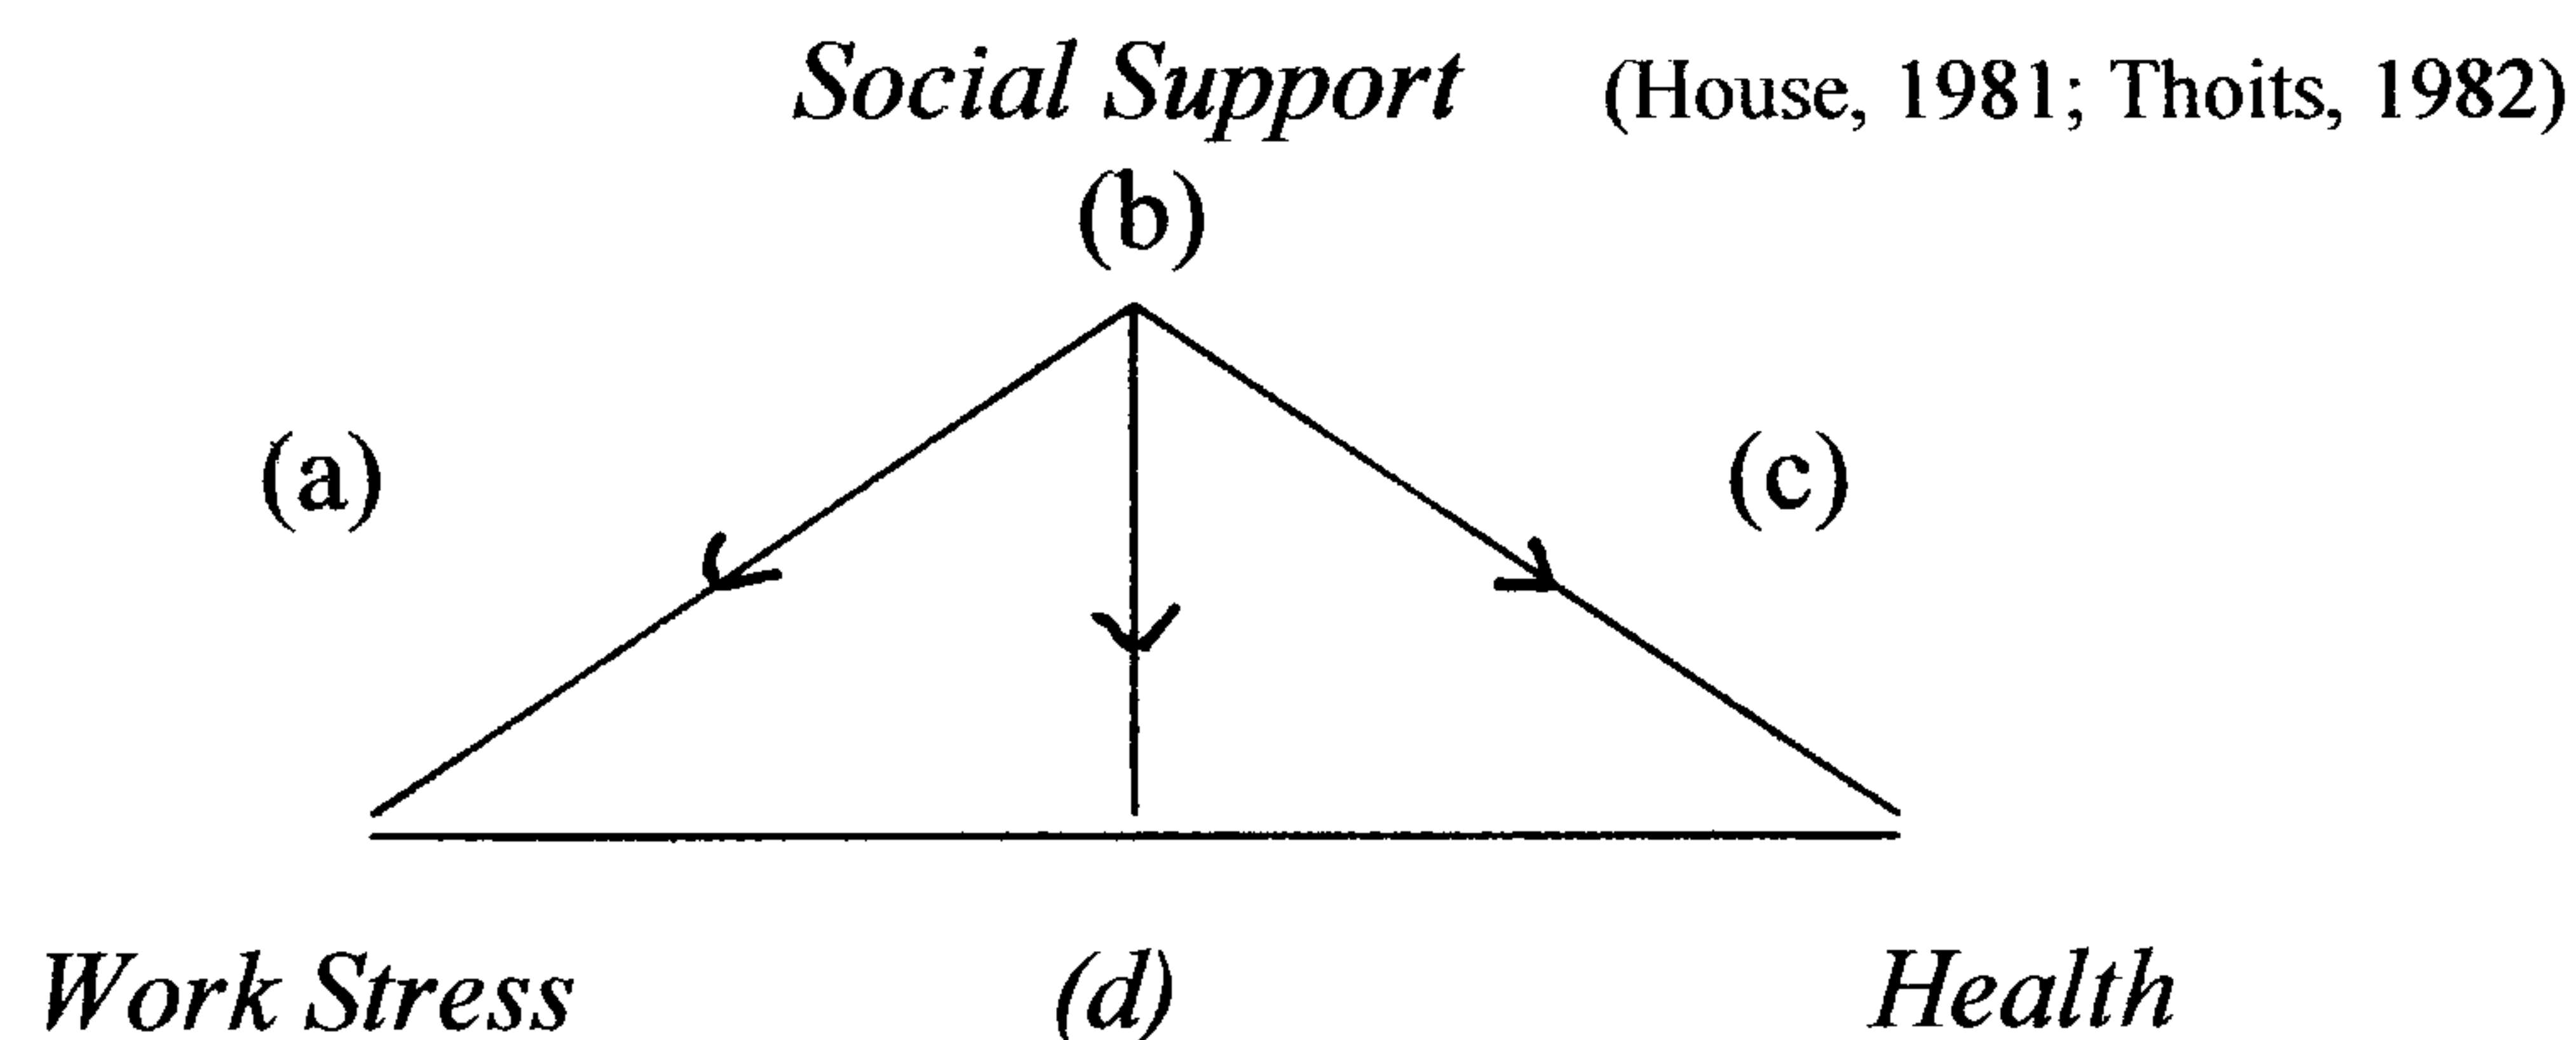 Social Support (House, 1981; Thoits, 1982)
(b)
(a) (c)
Work Stress (d) Health